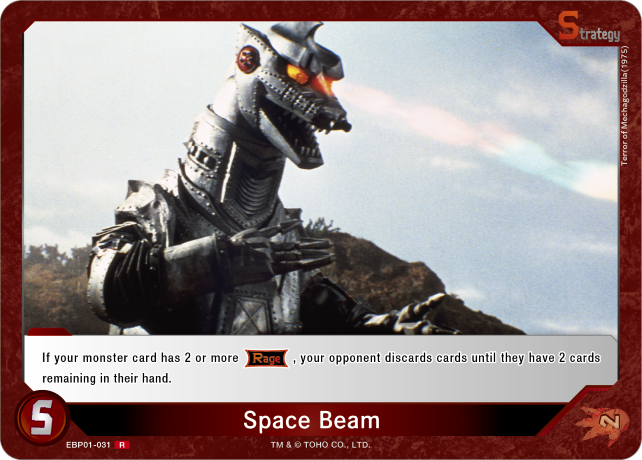 Strategy
Terror of Mechagodzilla(1975)
If your monster card has 2 or more Rage , your opponent discards cards until they have 2 cards
remaining in their hand.
S
Space Beam
2
EBP01-031 R
TM & © TOHO CO., LTD.